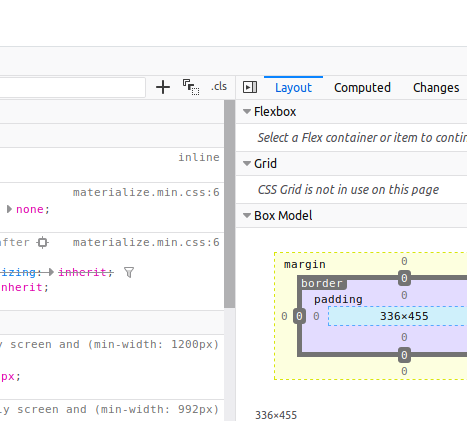 + .cls
inline
materialize.min.css:6
none;
after materialize.min.css:6
izing: inherit;
inherit;
y screen and (min-width: 1200px)
px;
ly screen and (min-width: 992px)
Layout Computed Changes
Flexbox
Select a Flex container or item to contin
Grid
CSS Grid is not in use on this page
Box Model
margin 0
border 0
padding 0
0 0 0 336×455
0
0
0
336×455